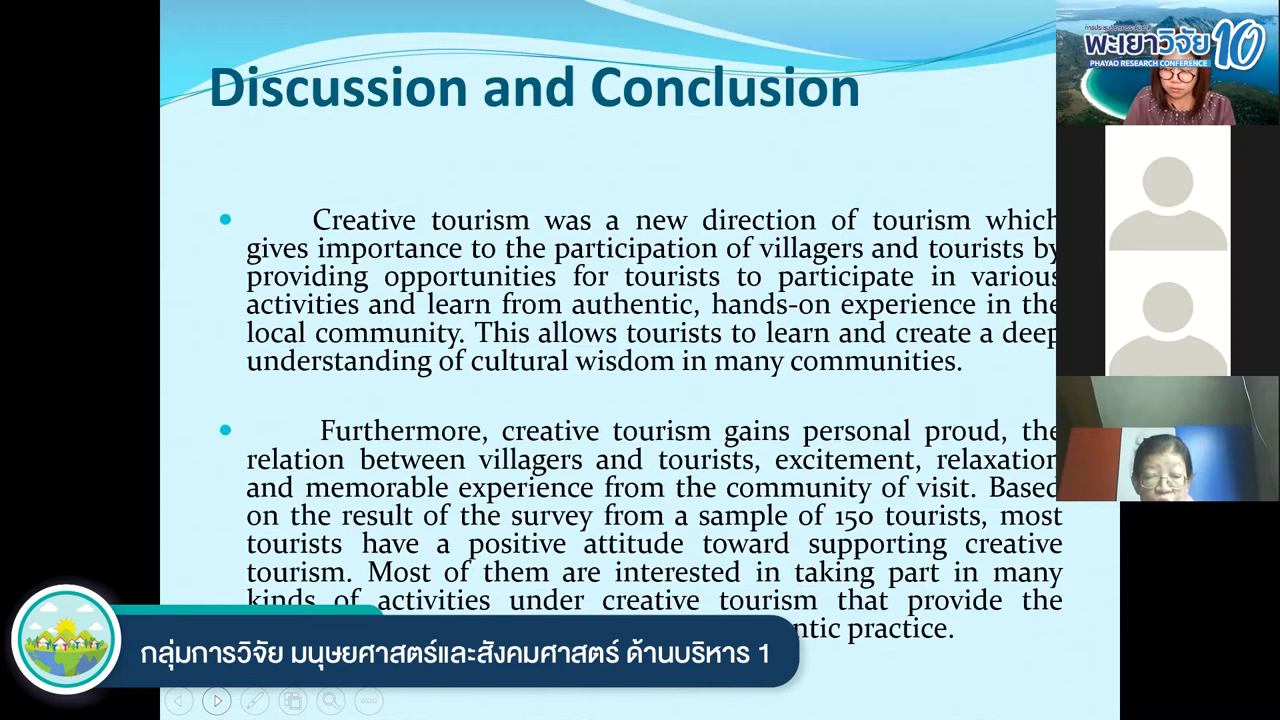 Discussion and Conclusion
พะเยาวิจัย 10
PHAYAO RESEARCH CONFERENCE
Creative tourism was a new direction of tourism which
gives importance to the participation of villagers and tourists by
providing opportunities for tourists to participate in various
activities and learn from authentic, hands-on experience in the
local community. This allows tourists to learn and create a deep
understanding of cultural wisdom in many communities.
Furthermore, creative tourism gains personal proud, the
relation between villagers and tourists, excitement, relaxation
and memorable experience from the community of visit. Based
on the result of the survey from a sample of 150 tourists, most
tourists have a positive attitude toward supporting creative
tourism. Most of them are interested in taking part in many
kinds of activities under creative tourism that provide the
practice.
กลุ่มการวิจัย มนุษยศาสตร์และสังคมศาสตร์ ด้านบริหาร 1